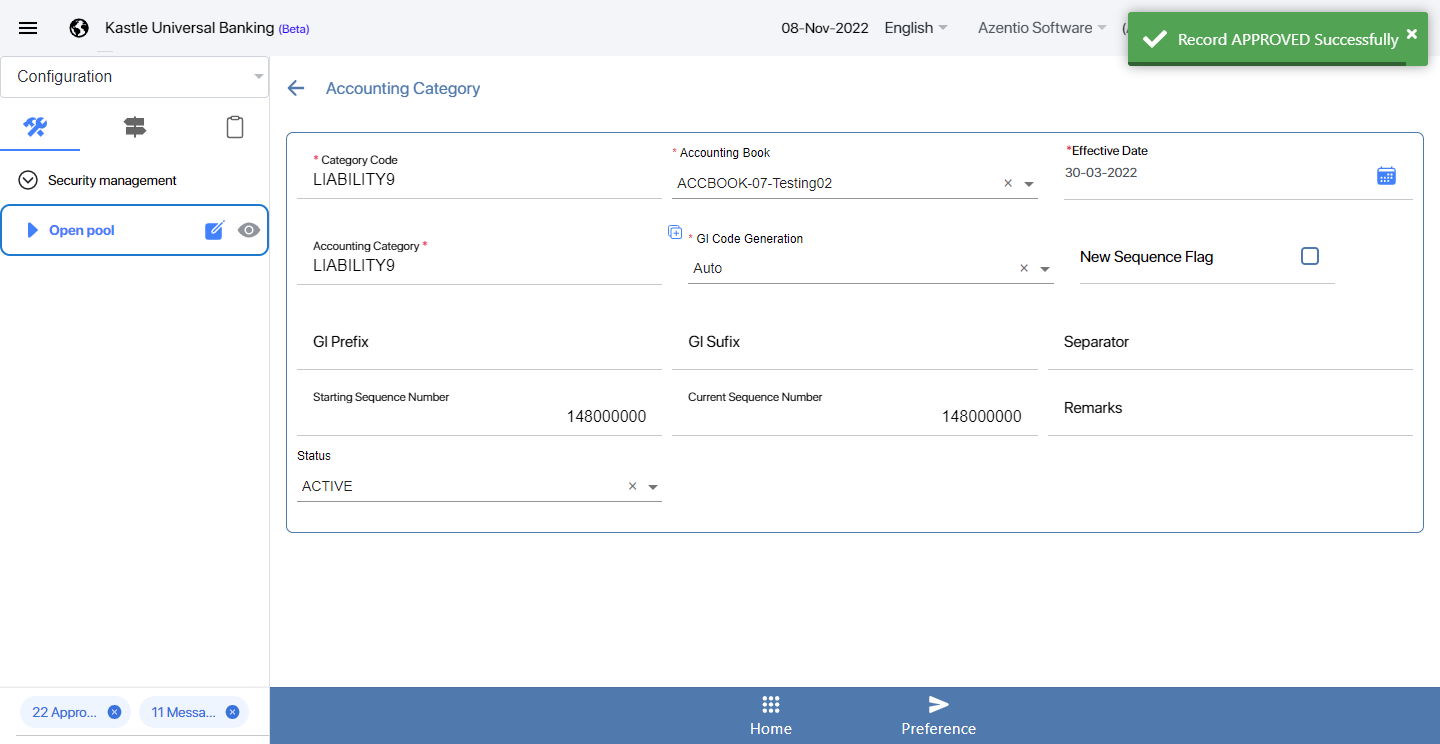 Kastle Universal Banking (Beta)
08-Nov-2022
English
Azentio Software
Record APPROVED Successfully
Configuration
Accounting Category
Security management
Open pool
* Category Code
LIABILITY9
* Accounting Book
ACCBOOK-07-Testing02
*Effective Date
30-03-2022
Accounting Category *
LIABILITY9
* Gl Code Generation
Auto
New Sequence Flag
Gl Prefix
Gl Sufix
Separator
Starting Sequence Number
148000000
Current Sequence Number
148000000
Remarks
Status
ACTIVE
22 Appro...
11 Messa...
Home
Preference